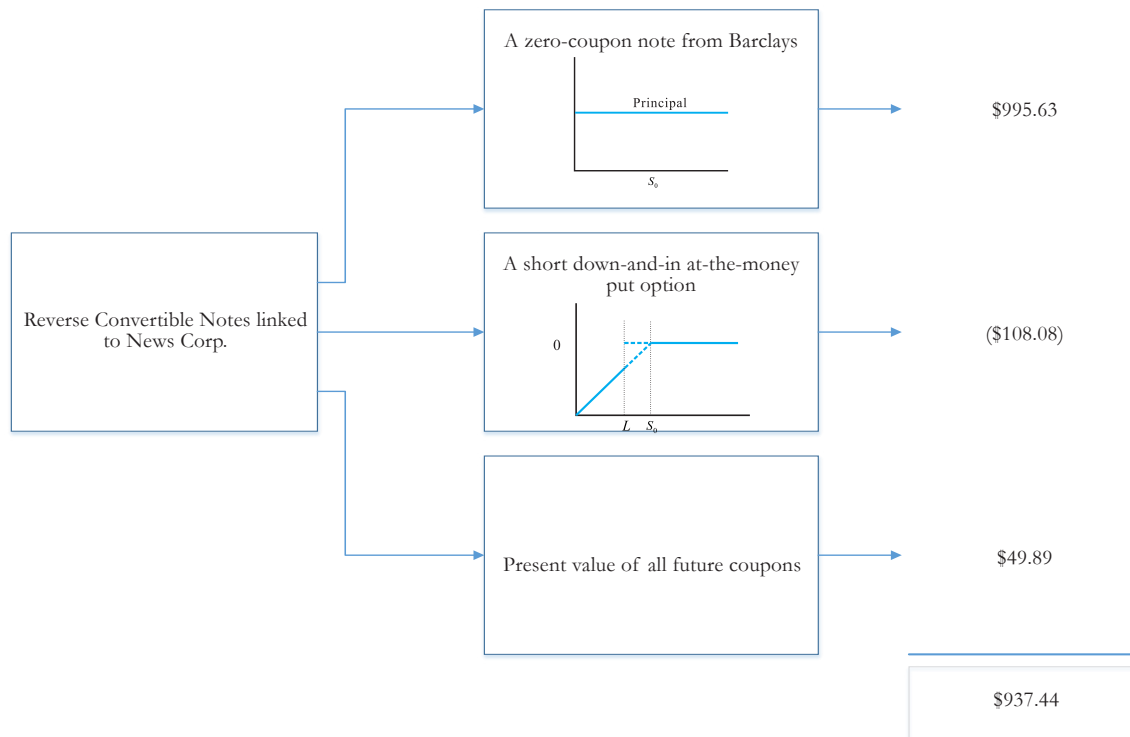 A zero-coupon note from Barclays
Principal
S₀
$995.63
Reverse Convertible Notes linked
to News Corp.
A short down-and-in at-the-money
put option
0
L S₀
($108.08)
Present value of all future coupons
$49.89
$937.44